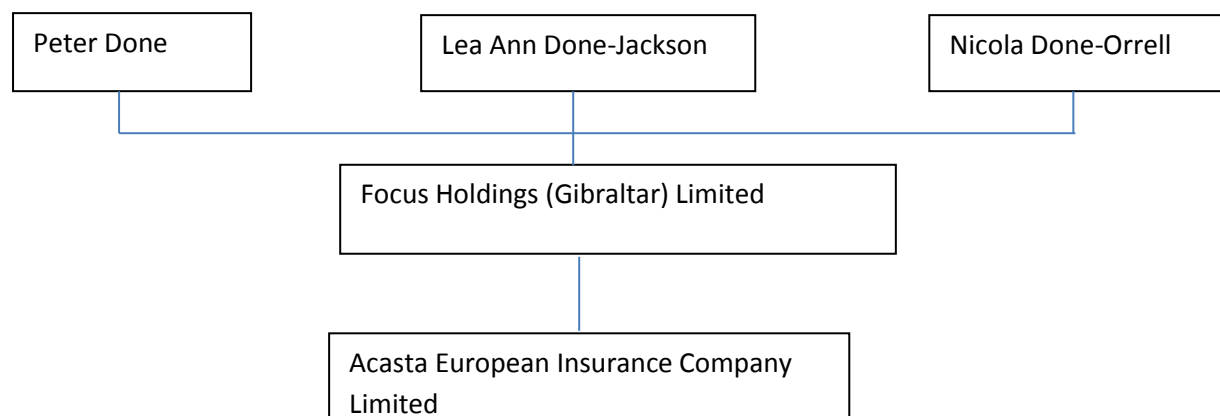 Peter Done
Lea Ann Done-Jackson
Nicola Done-Orrell
Focus Holdings (Gibraltar) Limited
Acasta European Insurance Company
Limited